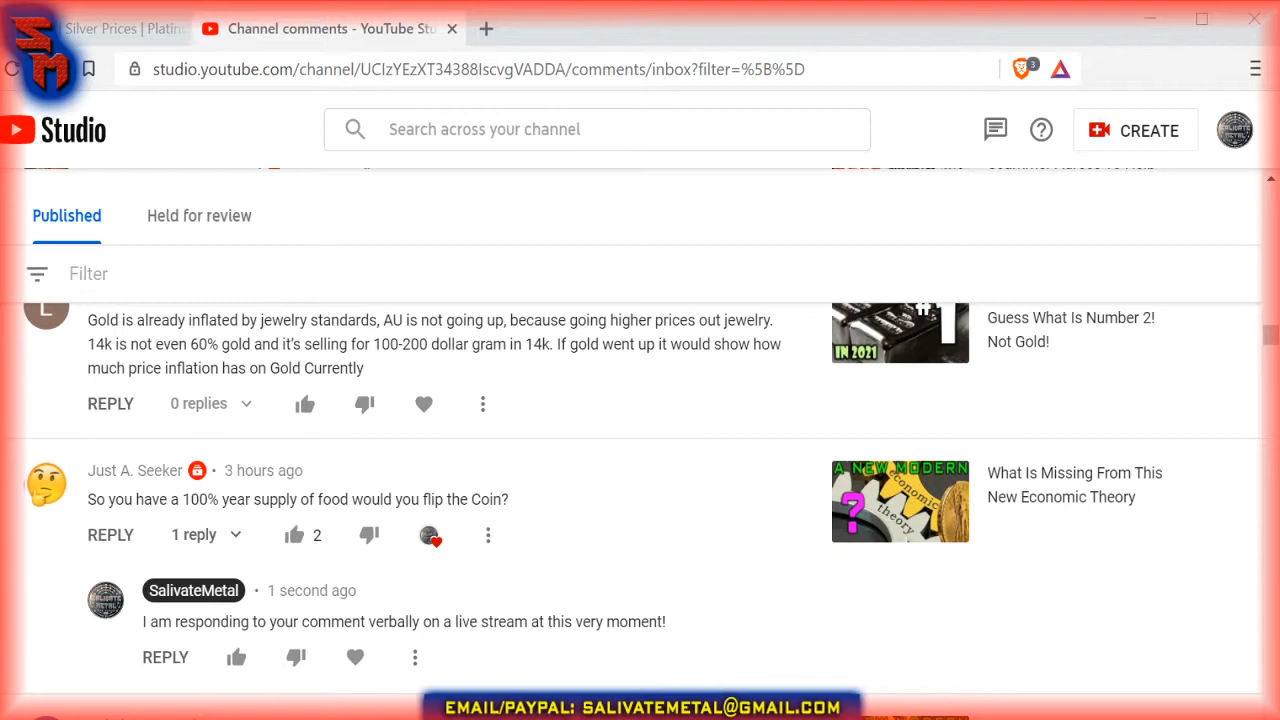 SM
Silver Prices | Platin
Channel comments - YouTube Stu
studio.youtube.com/channel/UCIzYEzXT34388IscvgVADDA/comments/inbox?filter=%5B%5D
3
Studio
Search across your channel
CREATE
Published
Held for review
Filter
L
Gold is already inflated by jewelry standards, AU is not going up, because going higher prices out jewelry.
14k is not even 60% gold and it's selling for 100-200 dollar gram in 14k. If gold went up it would show how
much price inflation has on Gold Currently
REPLY 0 replies
#1
IN 2021
Guess What Is Number 2!
Not Gold!
Just A. Seeker • 3 hours ago
So you have a 100% year supply of food would you flip the Coin?
REPLY 1 reply 2
A NEW MODERN
economic
theory
?
What Is Missing From This
New Economic Theory
SalivateMetal • 1 second ago
I am responding to your comment verbally on a live stream at this very moment!
REPLY
EMAIL/PAYPAL: SALIVATEMETAL@GMAIL.COM